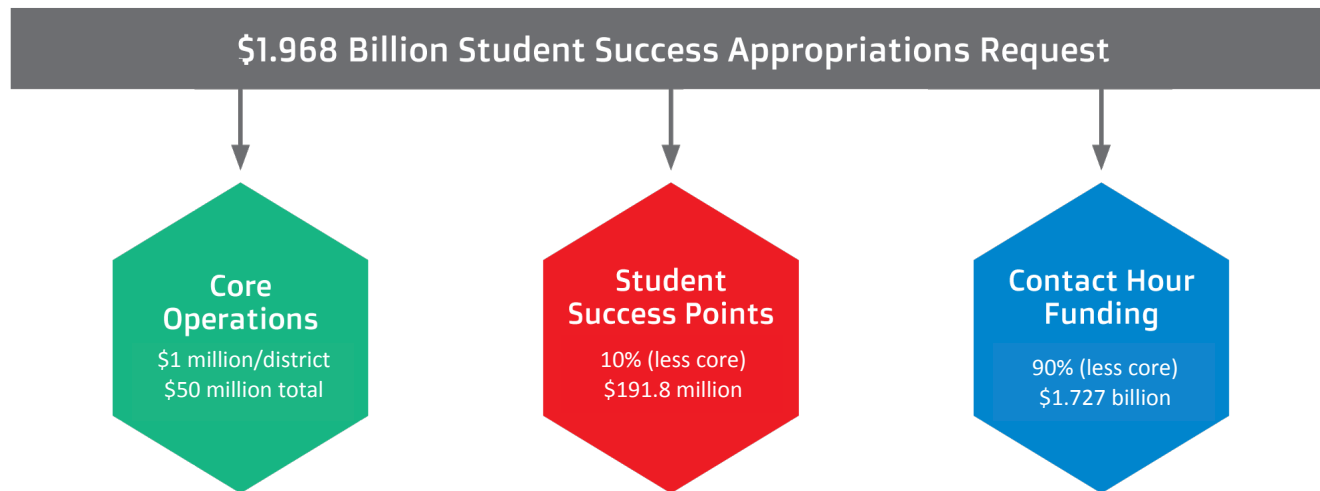 $1.968 Billion Student Success Appropriations Request
Core
Operations
$1 million/district
$50 million total
Student
Success Points
10% (less core)
$191.8 million
Contact Hour
Funding
90% (less core)
$1.727 billion